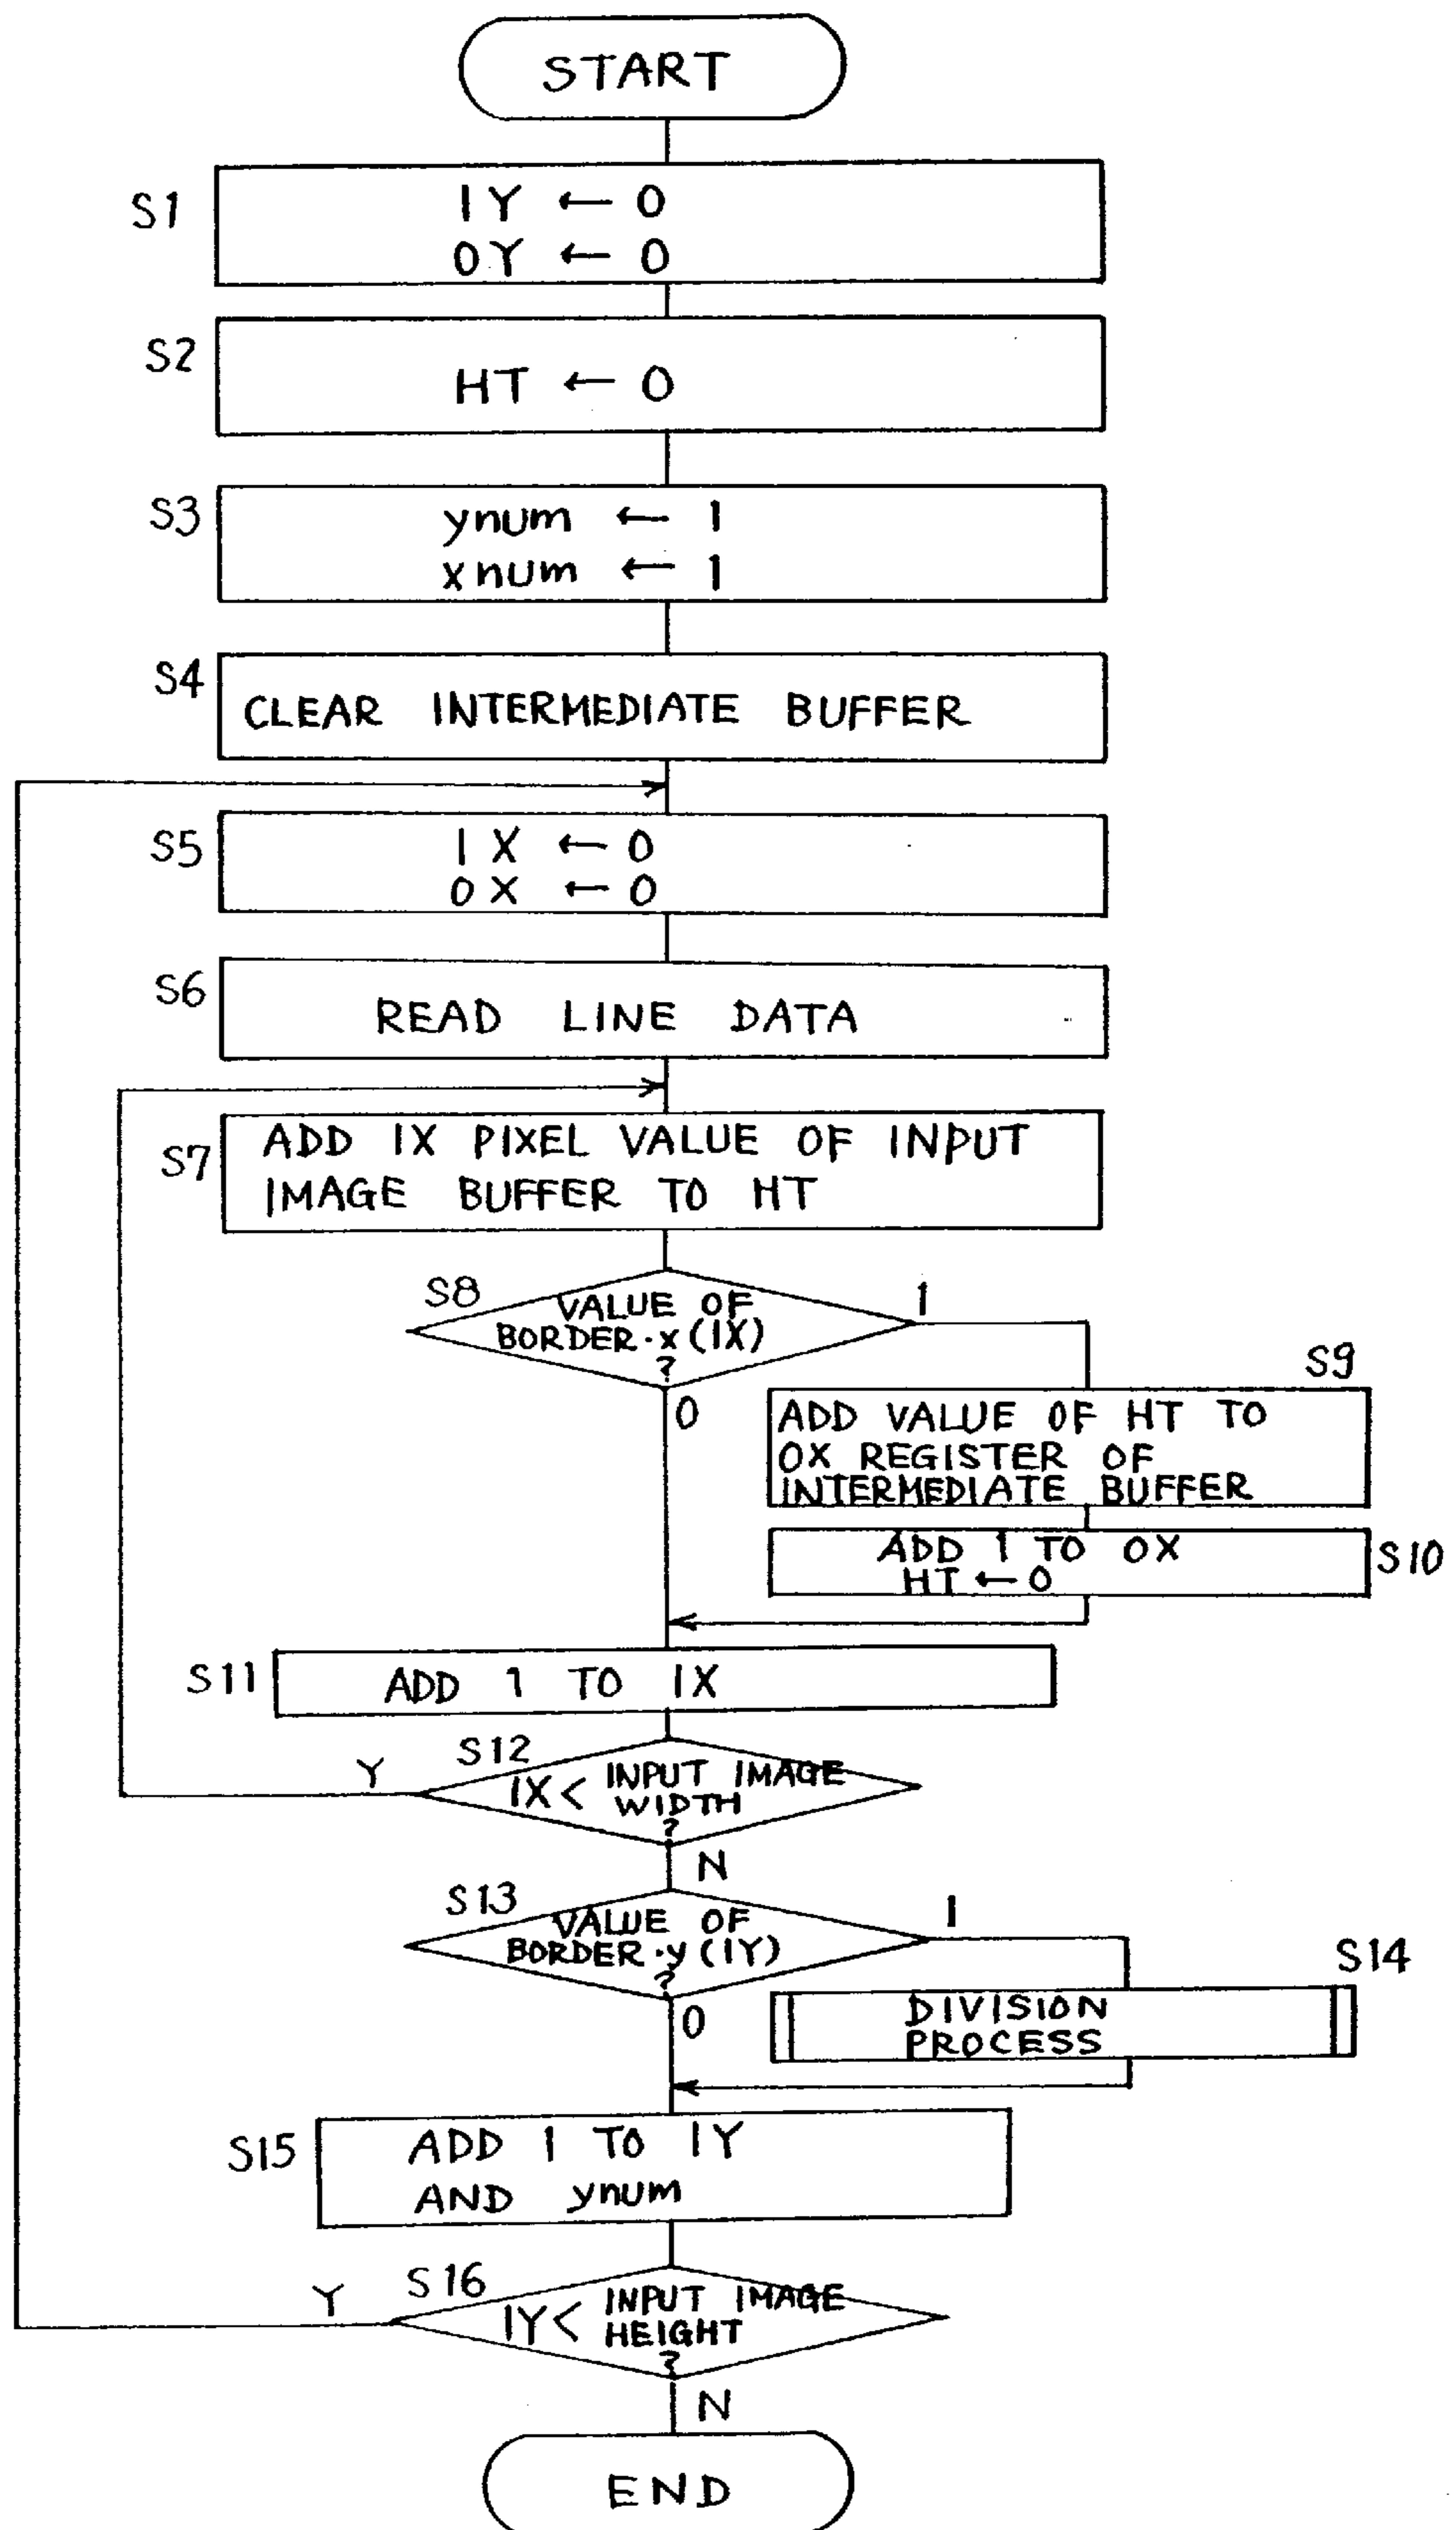 START
S1
IY ← 0
OY ← 0
S2
HT ← 0
S3
ynum ← 1
xnum ← 1
S4
CLEAR INTERMEDIATE BUFFER
S5
IX ← 0
OX ← 0
S6
READ LINE DATA
S7
ADD IX PIXEL VALUE OF INPUT
IMAGE BUFFER TO HT
S8
VALUE OF
BORDER·x(IX)
?
1
0
S9
ADD VALUE OF HT TO
OX REGISTER OF
INTERMEDIATE BUFFER
S10
ADD 1 TO OX
HT ← 0
S11
ADD 1 TO IX
S12
IX < INPUT IMAGE
WIDTH
?
Y
N
S13
VALUE OF
BORDER·y(IY)
?
1
0
S14
DIVISION
PROCESS
S15
ADD 1 TO IY
AND ynum
S16
IY < INPUT IMAGE
HEIGHT
?
Y
N
END